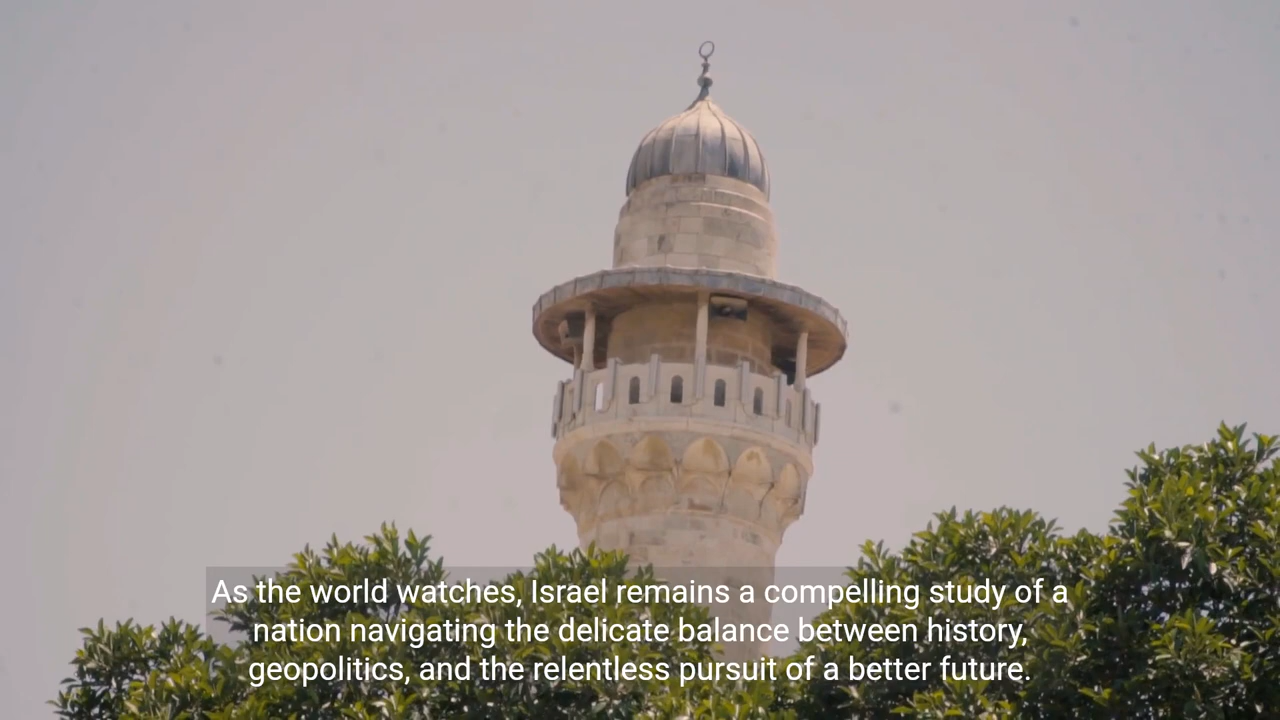 As the world watches, Israel remains a compelling study of a
nation navigating the delicate balance between history,
geopolitics, and the relentless pursuit of a better future.